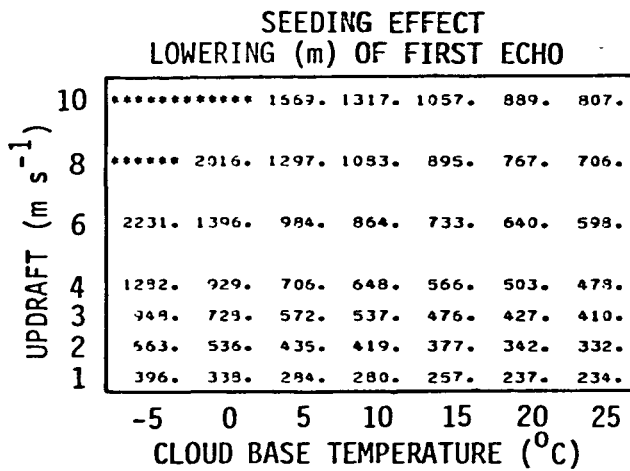 SEEDING EFFECT
LOWERING (m) OF FIRST ECHO
10 ************ 1569. 1317. 1057. 889. 807.
8 ****** 2016. 1297. 1083. 895. 767. 706.
6 2231. 1396. 984. 864. 733. 640. 598.
4 1282. 929. 706. 648. 566. 503. 478.
3 948. 728. 572. 537. 476. 427. 410.
2 663. 536. 435. 419. 377. 342. 332.
1 396. 338. 284. 280. 257. 237. 234.
UPDRAFT (m s⁻¹)
-5 0 5 10 15 20 25
CLOUD BASE TEMPERATURE (⁰C)